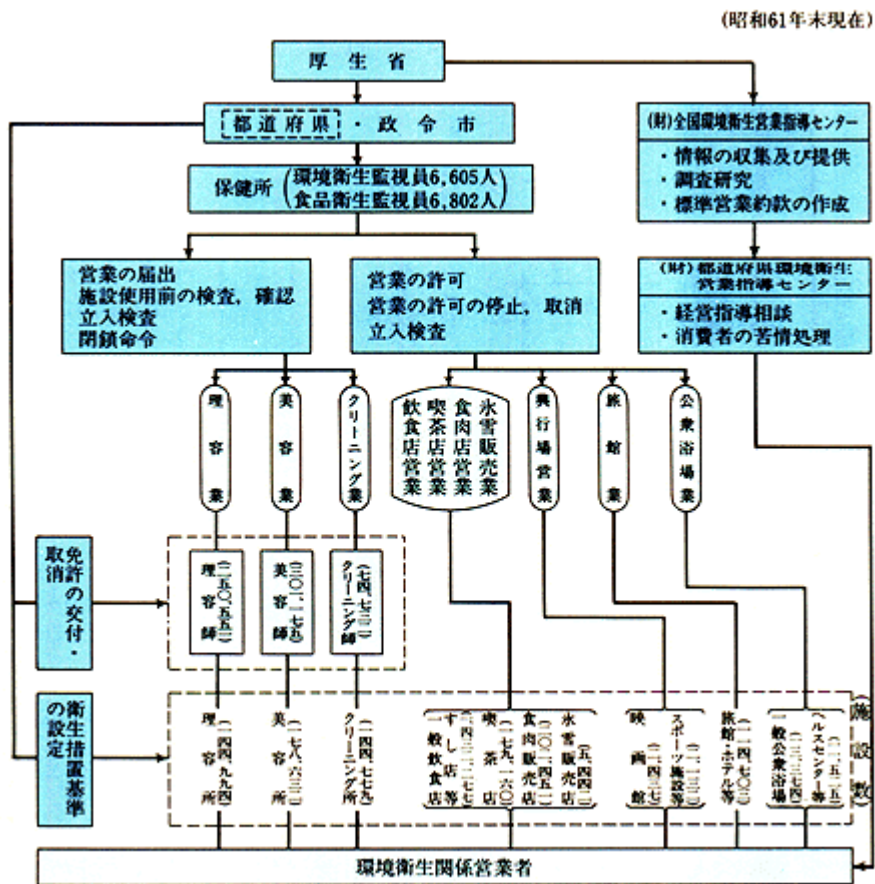 (昭和61年末現在)
厚生省
都道府県・政令市
保健所(環境衛生監視員6,605人)
(食品衛生監視員6,802人)
(財)全国環境衛生営業指導センター
・情報の収集及び提供
・調査研究
・標準営業約款の作成
営業の届出
施設使用前の検査,確認
立入検査
閉鎖命令
営業の許可
営業の許可の停止,取消
立入検査
(財)都道府県環境衛生
営業指導センター
・経営指導相談
・消費者の苦情処理
理容業
美容業
クリーニング業
氷雪販売業
食肉店営業
喫茶店営業
飲食店営業
興行場営業
旅館業
公衆浴場業
免許の交付・
取消
理容師
美容師
クリーニング師
衛生措置基準
の設定
(施設数)
理容所
(一四四、九九四)
美容所
クリーニング所
氷雪販売店
食肉販売店
喫茶店
すし店等
一般飲食店
スポーツ施設等
映画館
旅館・ホテル等
ヘルスセンター等
一般公衆浴場
環境衛生関係営業者